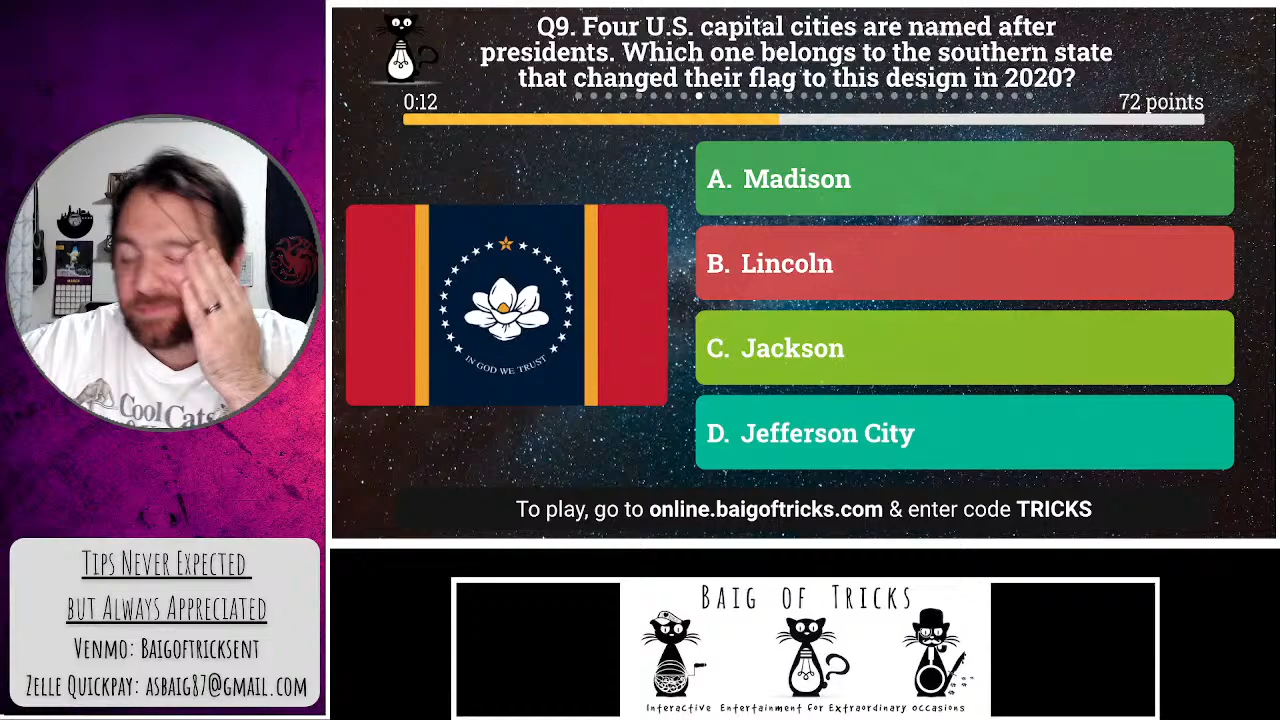 Q9. Four U.S. capital cities are named after
presidents. Which one belongs to the southern state
that changed their flag to this design in 2020?
0:12
72 points
A. Madison
B. Lincoln
C. Jackson
D. Jefferson City
IN GOD WE TRUST
To play, go to online.baigoftricks.com & enter code TRICKS
Cool Cats
Tips Never Expected
but Always Appreciated
Venmo: Baigoftricksent
Zelle Quickpay: asbaig87@gmail.com
Baig of Tricks
Interactive Entertainment for Extraordinary Occasions